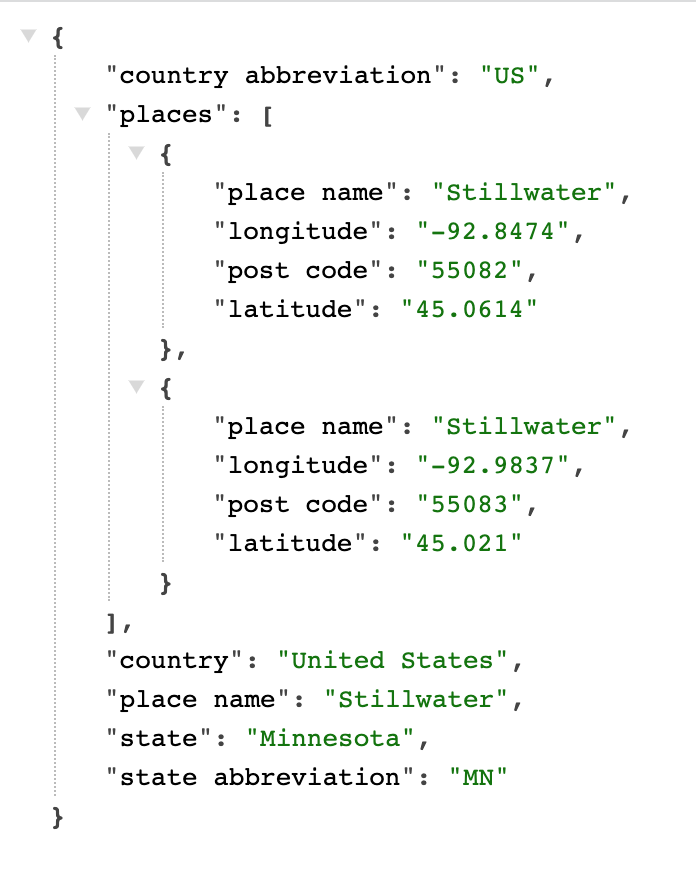 {
"country abbreviation": "US",
"places": [
{
"place name": "Stillwater",
"longitude": "-92.8474",
"post code": "55082",
"latitude": "45.0614"
},
{
"place name": "Stillwater",
"longitude": "-92.9837",
"post code": "55083",
"latitude": "45.021"
}
],
"country": "United States",
"place name": "Stillwater",
"state": "Minnesota",
"state abbreviation": "MN"
}